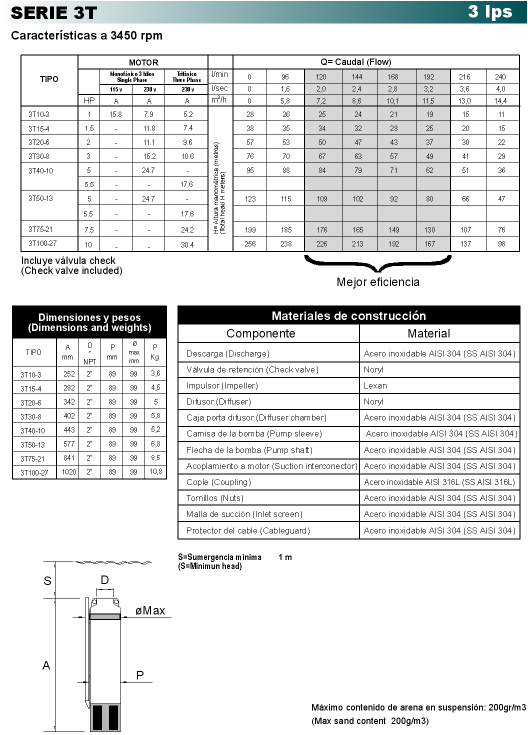 SERIE 3T
3 lps
Características a 3450 rpm
TIPO MOTOR Q= Caudal (Flow)
Monofásico 3 hilos Single Phase Trifásico Three Phase l/min 0 96 120 144 168 192 216 240
115 v 230 v 230 v l/sec 0 1,6 2,0 2,4 2,8 3,2 3,6 4,0
HP A A A m³/h 0 5,8 7,2 8,6 10,1 11,5 13,0 14,4
H= Altura manométrica (metros)
(Total head H meters)
3T10-3 1 15.8 7.9 5.2 28 26 25 24 21 19 15 11
3T15-4 1.5 - 11.8 7.4 38 35 34 32 28 25 20 15
3T20-6 2 - 11.1 9.6 57 53 50 47 43 37 30 22
3T30-8 3 - 15.2 10.6 76 70 67 63 57 49 41 29
3T40-10 5 - 24.7 - 95 88 84 79 71 62 51 36
5.5 - - 17.6
3T50-13 5 - 24.7 - 123 115 109 102 92 80 66 47
5.5 - - 17.6
3T75-21 7.5 - - 24.2 199 185 176 165 149 130 107 76
3T100-27 10 - - 30.4 256 238 226 213 192 167 137 98
Incluye válvula check
(Check valve included)
Mejor eficiencia
Dimensiones y pesos
(Dimensions and weights)
TIPO A mm D " NPT P mm Ø max mm P Kg
3T10-3 252 2" 89 99 3,6
3T15-4 282 2" 89 99 4,5
3T20-6 342 2" 89 99 5
3T30-8 402 2" 89 99 5,8
3T40-10 443 2" 89 99 5,2
3T50-13 577 2" 89 99 6,8
3T75-21 841 2" 89 99 8,5
3T100-27 1020 2" 89 99 10,8
Materiales de construcción
Componente Material
Descarga (Discharge) Acero inoxidable AISI 304 (SS AISI 304)
Válvula de retención (Check valve) Noryl
Impulsor (Impeller) Lexan
Difusor (Diffuser) Noryl
Caja porta difusor (Diffuser chamber) Acero inoxidable AISI 304 (SS AISI 304)
Camisa de la bomba (Pump sleeve) Acero inoxidable AISI 304 (SS AISI 304)
Flecha de la bomba (Pump shaft) Acero inoxidable AISI 304 (SS AISI 304)
Acoplamiento a motor (Suction interconector) Acero inoxidable AISI 304 (SS AISI 304)
Cople (Coupling) Acero inoxidable AISI 316L (SS AISI 316L)
Tornillos (Nuts) Acero inoxidable AISI 304 (SS AISI 304)
Malla de succión (Inlet screen) Acero inoxidable AISI 304 (SS AISI 304)
Protector del cable (Cableguard) Acero inoxidable AISI 304 (SS AISI 304)
S=Sumergencia mínima 1 m
(S=Minimun head)
S
D
øMax
A
P
Máximo contenido de arena en suspensión: 200gr/m3
(Max sand content 200g/m3)